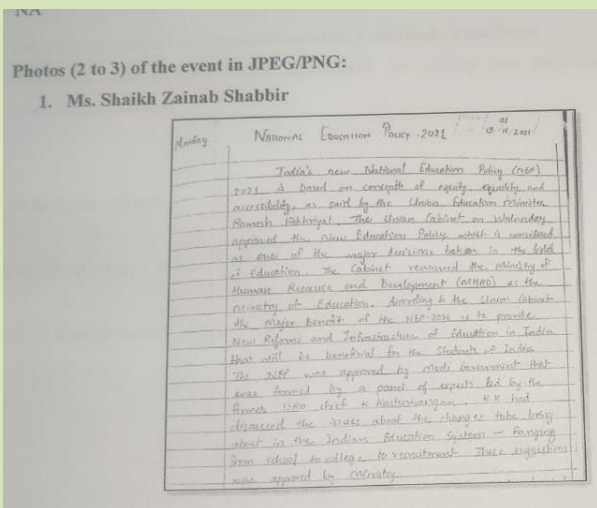 NA
Photos (2 to 3) of the event in JPEG/PNG:
1. Ms. Shaikh Zainab Shabbir
01
Monday NATIONAL EDUCATION POLICY -2021 2021
India's new National Education Policy (NEP)
2021 is based on concepts of equity, quality and
accessibility, as said by the Union Education Minister
Ramesh Pokhriyal. The Union Cabinet on Wednesday
approved the New Education Policy which is considered
as one of the major decisions taken in the field
of Education. The Cabinet renamed the Ministry of
Human Resource and Development (MHRD) as the
Ministry of Education. According to the Union Cabinet
the major benefit of the NEP-2021 is to provide
New Reforms and Infrastructure of Education in India
that will be beneficial for the Students of India
The NEP was approved by Modi Government that
was formed by a panel of experts led by the
former ISRO chief K Kasturirangan. KK had
discussed the issues about the changes to be bring
about in the Indian Education System - Ranging
from school to college to recruitment These suggestions
were approved by ministry